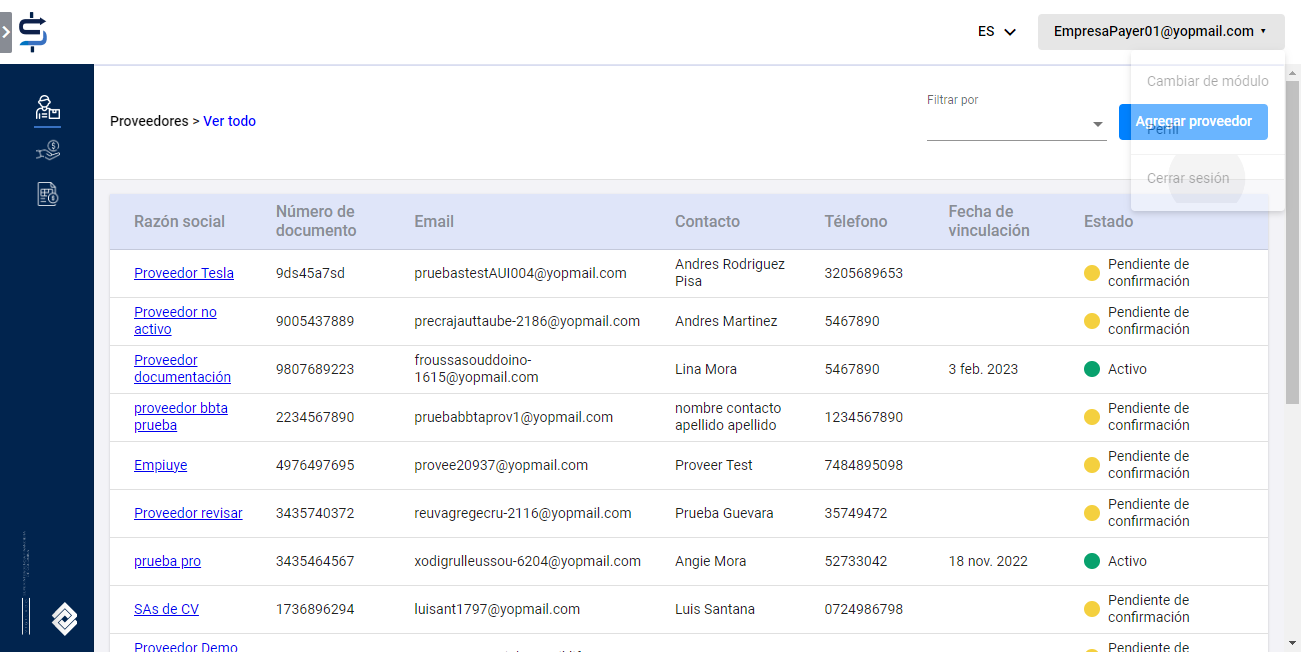 ES
EmpresaPayer01@yopmail.com
Cambiar de módulo
Filtrar por
Proveedores > Ver todo
Agregar proveedor
Perfil
Cerrar sesión
Razón social
Número de
documento
Email
Contacto
Télefono
Fecha de
vinculación
Estado
Proveedor Tesla
9ds45a7sd
pruebastestAUI004@yopmail.com
Andres Rodriguez
Pisa
3205689653
Pendiente de
confirmación
Proveedor no
activo
9005437889
precrajauttaube-2186@yopmail.com
Andres Martinez
5467890
Pendiente de
confirmación
Proveedor
documentación
9807689223
froussasouddoino-
1615@yopmail.com
Lina Mora
5467890
3 feb. 2023
Activo
proveedor bbta
prueba
2234567890
pruebabbtaprov1@yopmail.com
nombre contacto
apellido apellido
1234567890
Pendiente de
confirmación
Empiuye
4976497695
provee20937@yopmail.com
Proveer Test
7484895098
Pendiente de
confirmación
Proveedor revisar
3435740372
reuvagregecru-2116@yopmail.com
Prueba Guevara
35749472
Pendiente de
confirmación
prueba pro
3435464567
xodigrulleussou-6204@yopmail.com
Angie Mora
52733042
18 nov. 2022
Activo
SAs de CV
1736896294
luisant1797@yopmail.com
Luis Santana
0724986798
Pendiente de
confirmación
Proveedor Demo
Pendiente de